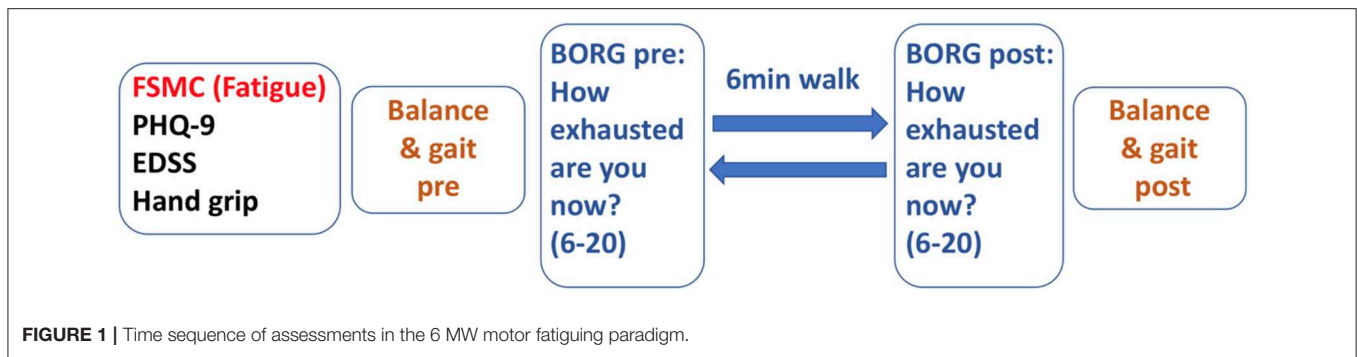 FSMC (Fatigue)
PHQ-9
EDSS
Hand grip
Balance
& gait
pre
BORG pre:
How
exhausted
are you
now?
(6-20)
6min walk
BORG post:
How
exhausted
are you
now?
(6-20)
Balance
& gait
post
FIGURE 1 | Time sequence of assessments in the 6 MW motor fatiguing paradigm.